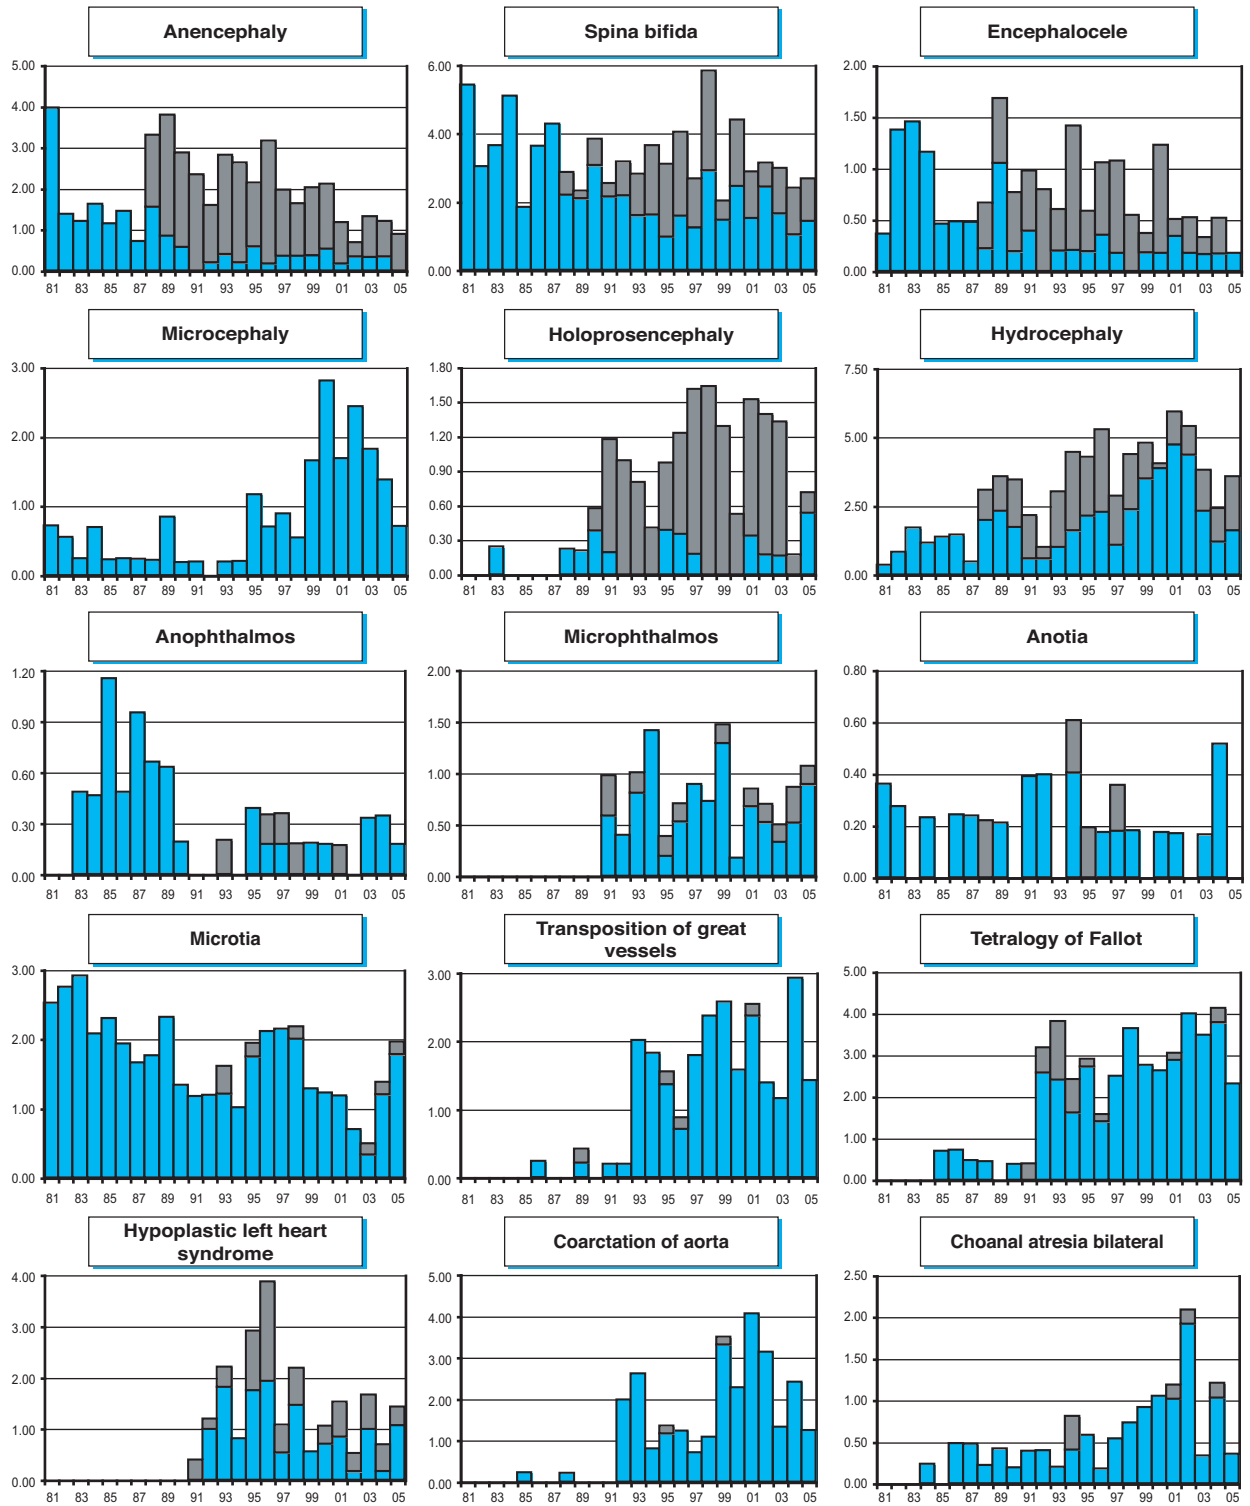 Anencephaly
5.00
4.00
3.00
2.00
1.00
0.00
81 83 85 87 89 91 93 95 97 99 01 03 05
Spina bifida
6.00
4.00
2.00
0.00
81 83 85 87 89 91 93 95 97 99 01 03 05
Encephalocele
2.00
1.50
1.00
0.50
0.00
81 83 85 87 89 91 93 95 97 99 01 03 05
Microcephaly
3.00
2.00
1.00
0.00
81 83 85 87 89 91 93 95 97 99 01 03 05
Holoprosencephaly
1.80
1.50
1.20
0.90
0.60
0.30
0.00
81 83 85 87 89 91 93 95 97 99 01 03 05
Hydrocephaly
7.50
5.00
2.50
0.00
81 83 85 87 89 91 93 95 97 99 01 03 05
Anophthalmos
1.20
0.90
0.60
0.30
0.00
81 83 85 87 89 91 93 95 97 99 01 03 05
Microphthalmos
2.00
1.50
1.00
0.50
0.00
81 83 85 87 89 91 93 95 97 99 01 03 05
Anotia
0.80
0.60
0.40
0.20
0.00
81 83 85 87 89 91 93 95 97 99 01 03 05
Microtia
3.00
2.00
1.00
0.00
81 83 85 87 89 91 93 95 97 99 01 03 05
Transposition of great
vessels
3.00
2.00
1.00
0.00
81 83 85 87 89 91 93 95 97 99 01 03 05
Tetralogy of Fallot
5.00
4.00
3.00
2.00
1.00
0.00
81 83 85 87 89 91 93 95 97 99 01 03 05
Hypoplastic left heart
syndrome
4.00
3.00
2.00
1.00
0.00
81 83 85 87 89 91 93 95 97 99 01 03 05
Coarctation of aorta
5.00
4.00
3.00
2.00
1.00
0.00
81 83 85 87 89 91 93 95 97 99 01 03 05
Choanal atresia bilateral
2.50
2.00
1.50
1.00
0.50
0.00
81 83 85 87 89 91 93 95 97 99 01 03 05